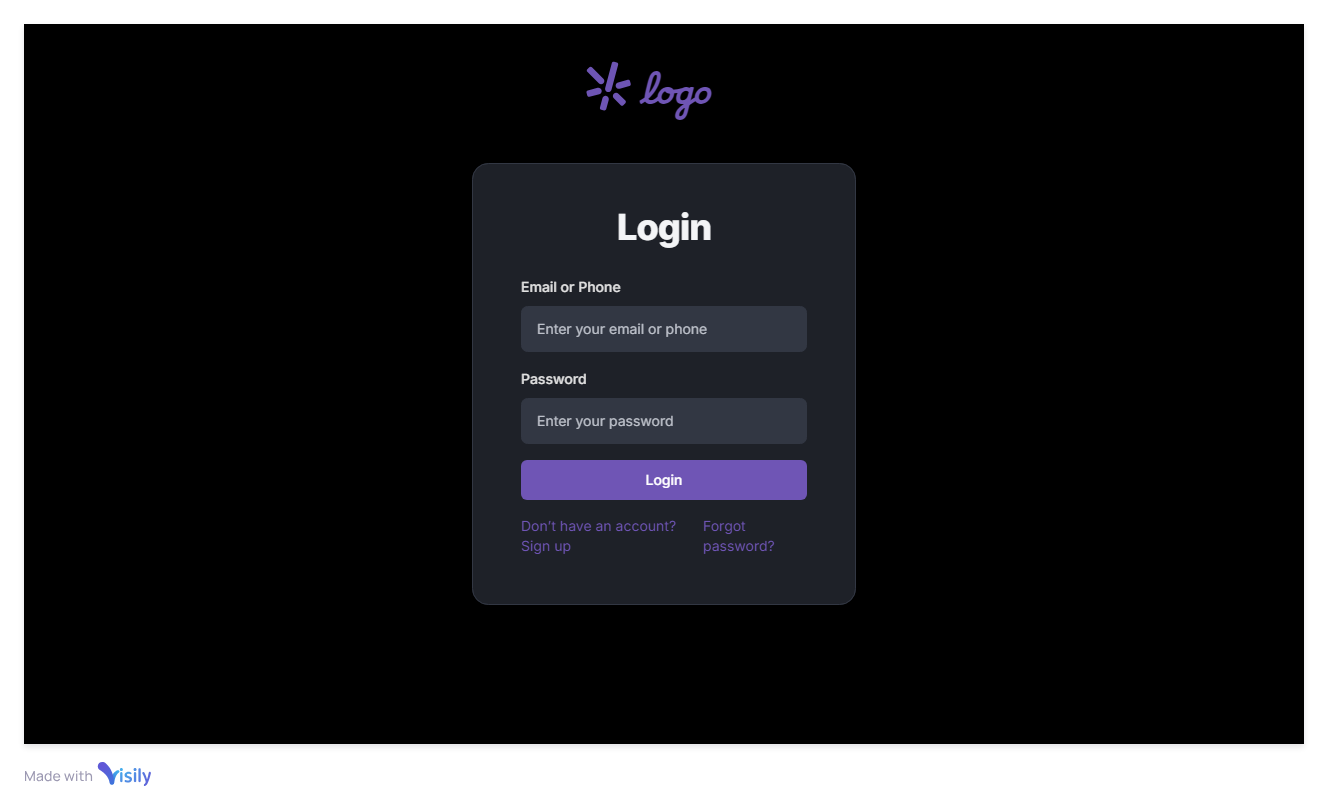 logo
Login
Email or Phone
Enter your email or phone
Password
Enter your password
Login
Don't have an account? Sign up
Forgot password?
Made with Visily